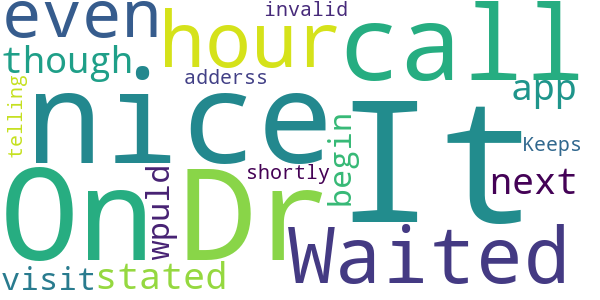 even
invalid
hour
call
though
adderss
app
telling
nice
It
begin
Keeps
shortly
next
On
Dr
wpuld
Waited
visit
stated